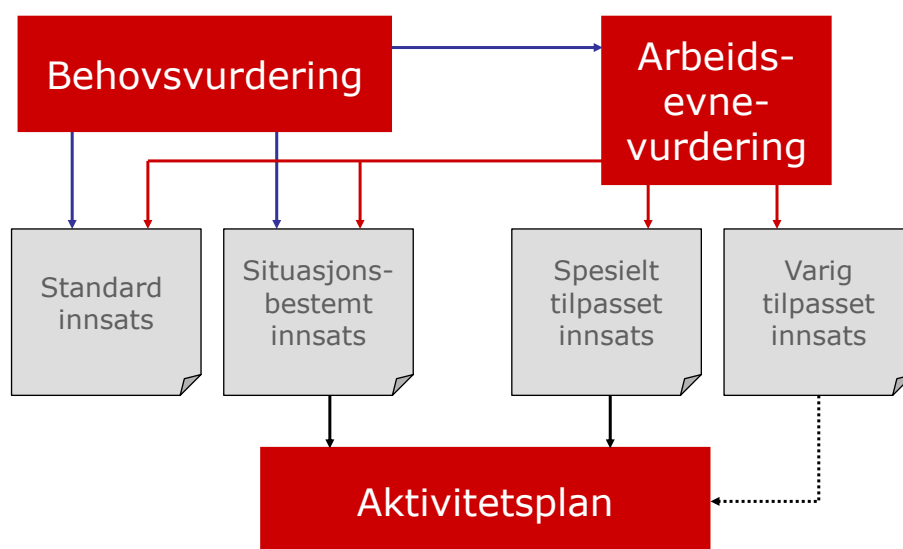 Behovsvurdering
Arbeids-
evne-
vurdering
Standard
innsats
Situasjons-
bestemt
innsats
Spesielt
tilpasset
innsats
Varig
tilpasset
innsats
Aktivitetsplan